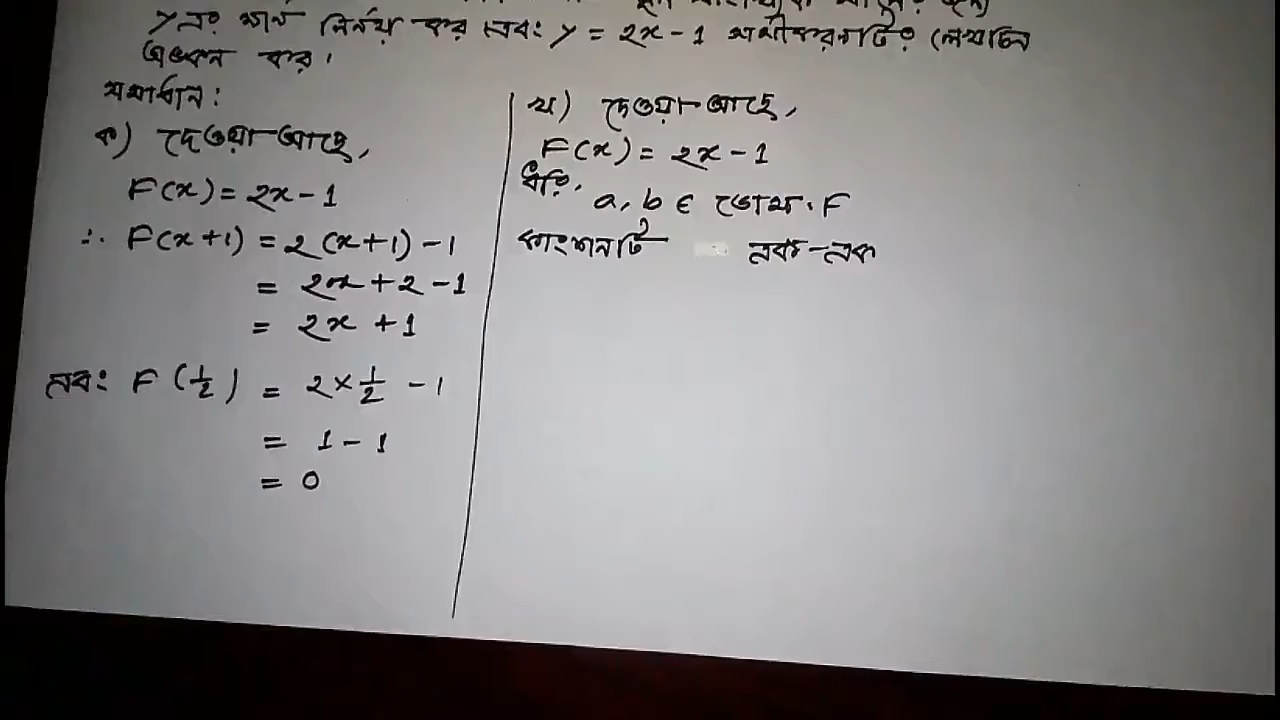 y এর মান নির্ণয় কর এবং y = 2x - 1 সমীকরণটির লেখচিত্র
অঙ্কন কর।
সমাধান:
ক) দেওয়া আছে,
F(x) = 2x - 1
∴ F(x+1) = 2(x+1) - 1
= 2x + 2 - 1
= 2x + 1
এবং F(1/2) = 2 × 1/2 - 1
= 1 - 1
= 0
খ) দেওয়া আছে,
F(x) = 2x - 1
ধরি,
a, b ∈ ডোম. F
ফাংশনটি এক-এক